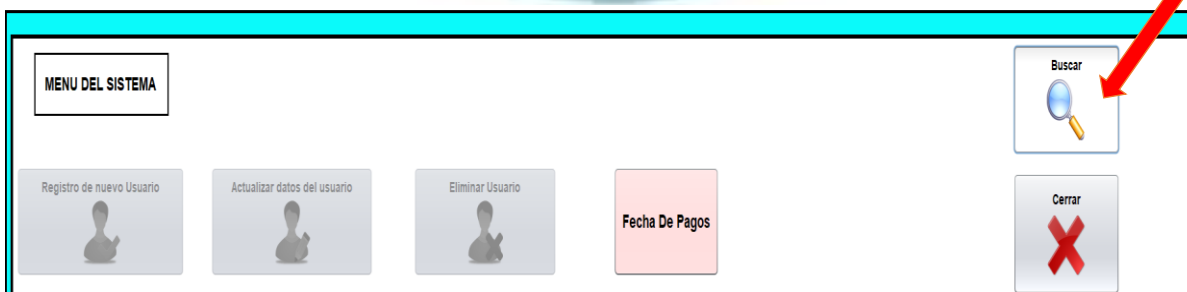 MENU DEL SISTEMA
Buscar
Registro de nuevo Usuario
Actualizar datos del usuario
Eliminar Usuario
Fecha De Pagos
Cerrar